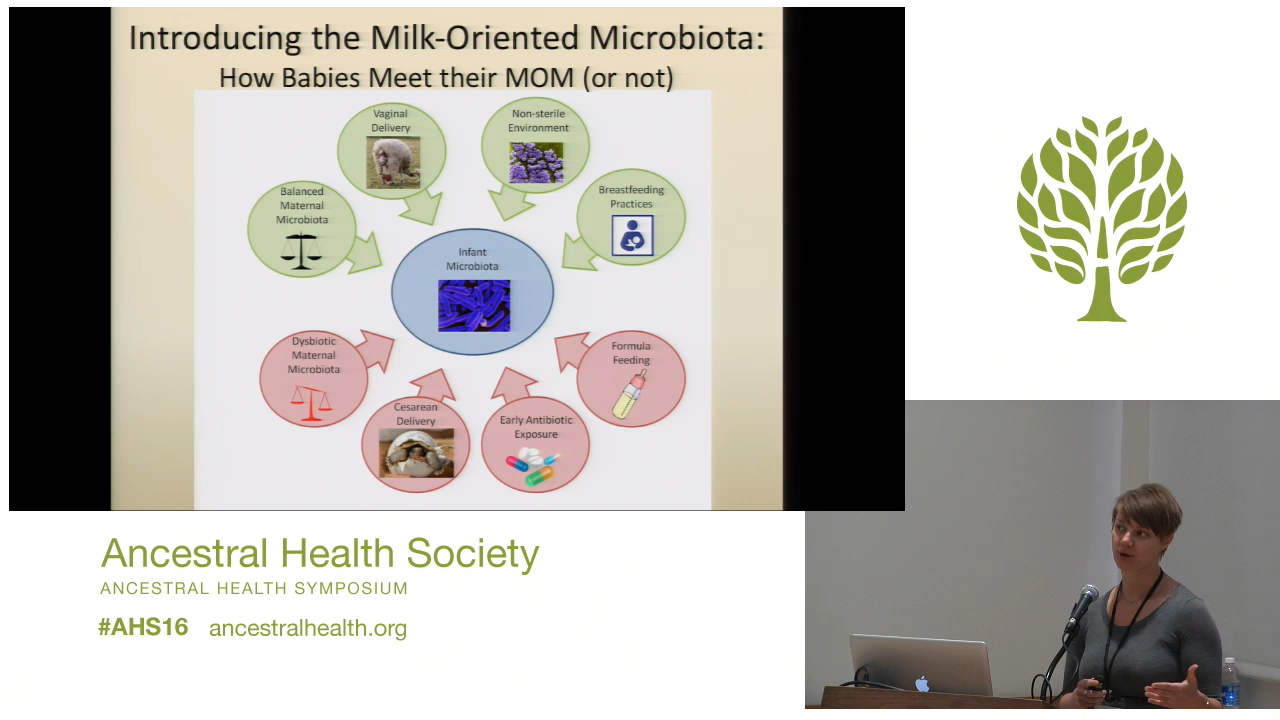 Introducing the Milk-Oriented Microbiota:
How Babies Meet their MOM (or not)
Vaginal
Delivery
Non-sterile
Environment
Balanced
Maternal
Microbiota
Breastfeeding
Practices
Infant
Microbiota
Dysbiotic
Maternal
Microbiota
Formula
Feeding
Cesarean
Delivery
Early Antibiotic
Exposure
Ancestral Health Society
ANCESTRAL HEALTH SYMPOSIUM
#AHS16 ancestralhealth.org